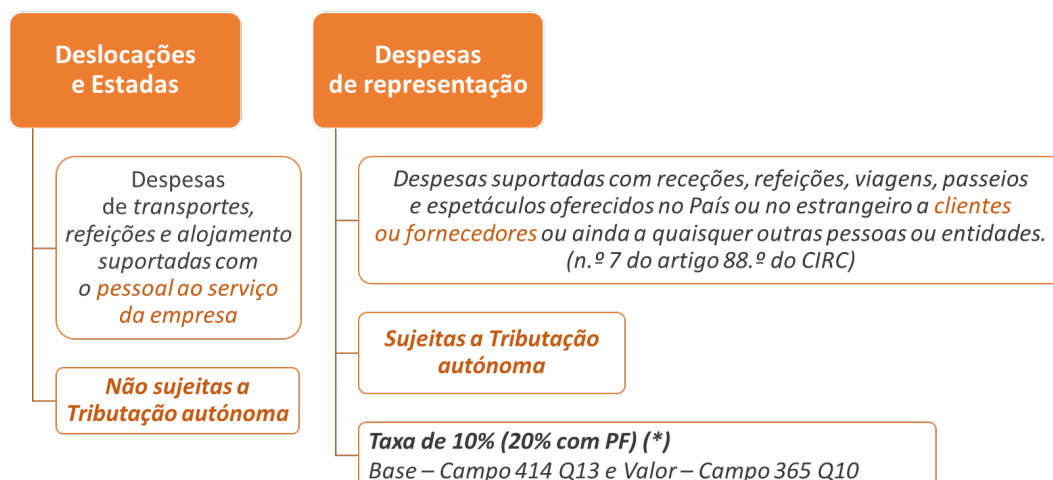 Deslocações
e Estadas
Despesas
de transportes,
refeições e alojamento
suportadas com
o pessoal ao serviço
da empresa
Não sujeitas a
Tributação autónoma
Despesas
de representação
Despesas suportadas com receções, refeições, viagens, passeios
e espetáculos oferecidos no País ou no estrangeiro a clientes
ou fornecedores ou ainda a quaisquer outras pessoas ou entidades.
(n.º 7 do artigo 88.º do CIRC)
Sujeitas a Tributação
autónoma
Taxa de 10% (20% com PF) (*)
Base – Campo 414 Q13 e Valor – Campo 365 Q10